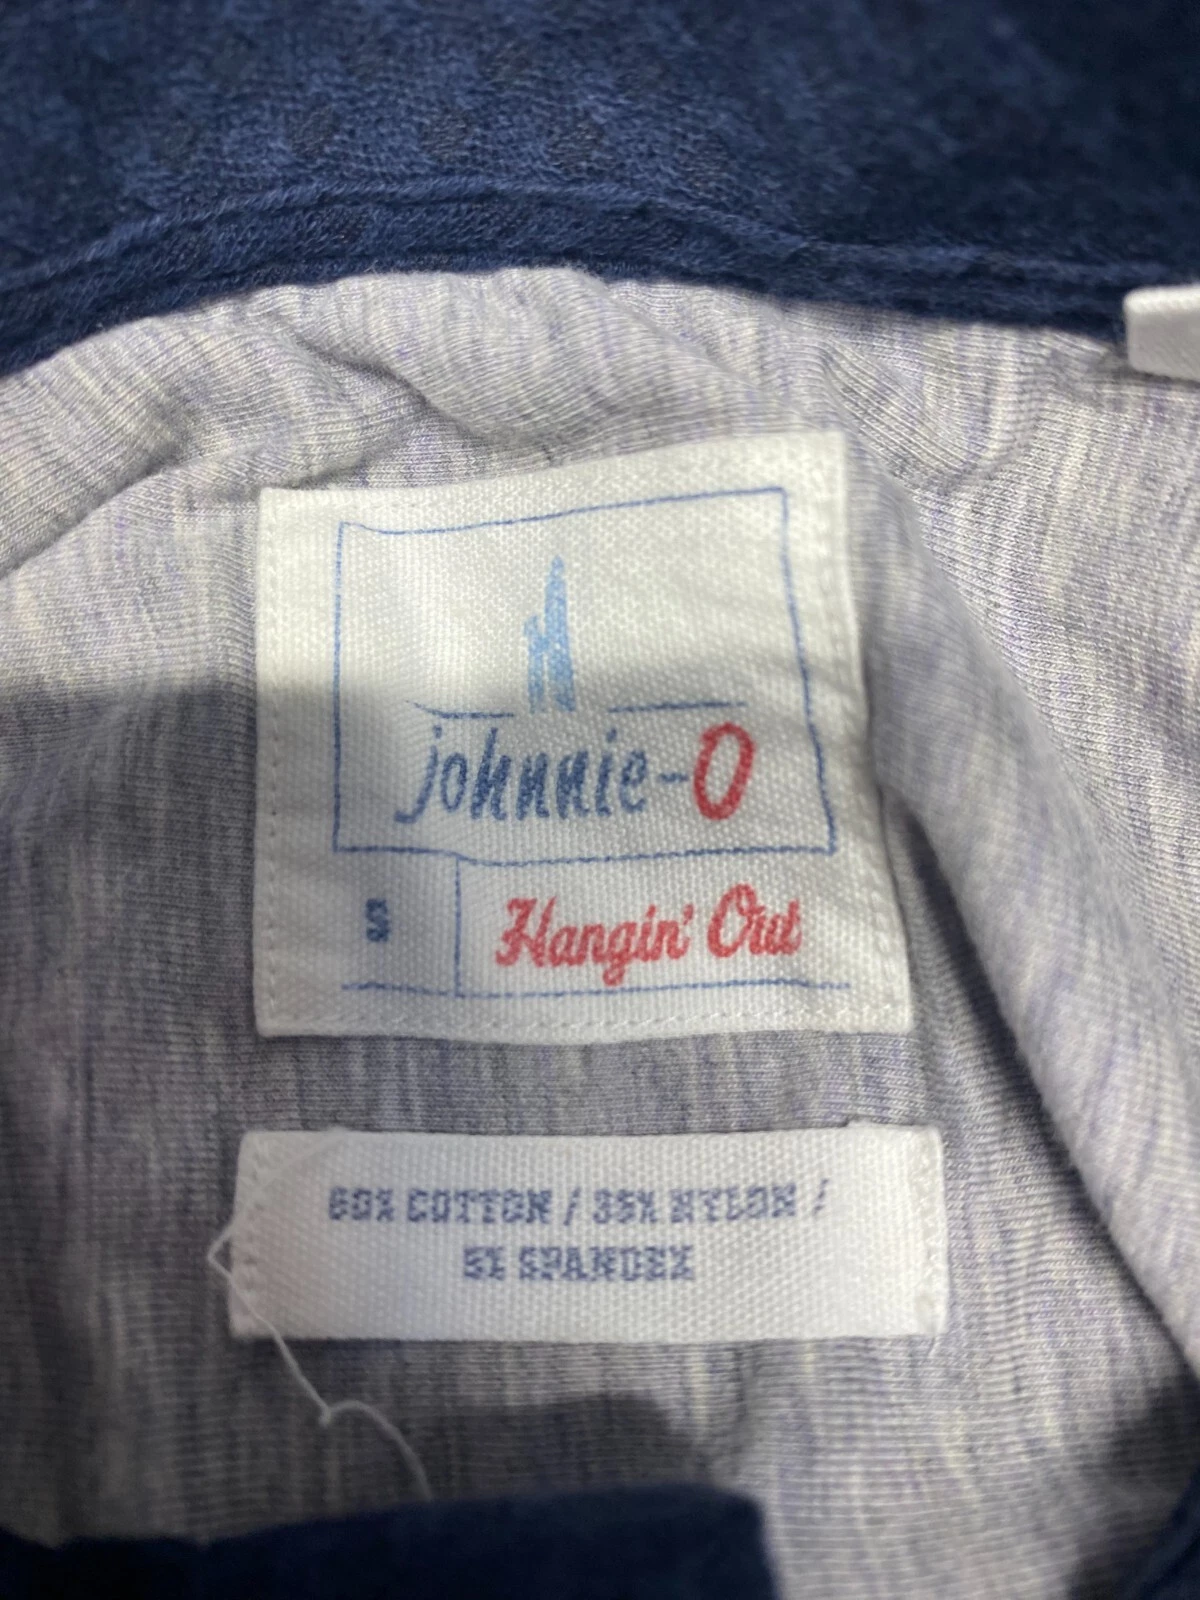 johnnie-O
S
Hangin' Out
60% COTTON / 35% NYLON /
5% SPANDEX